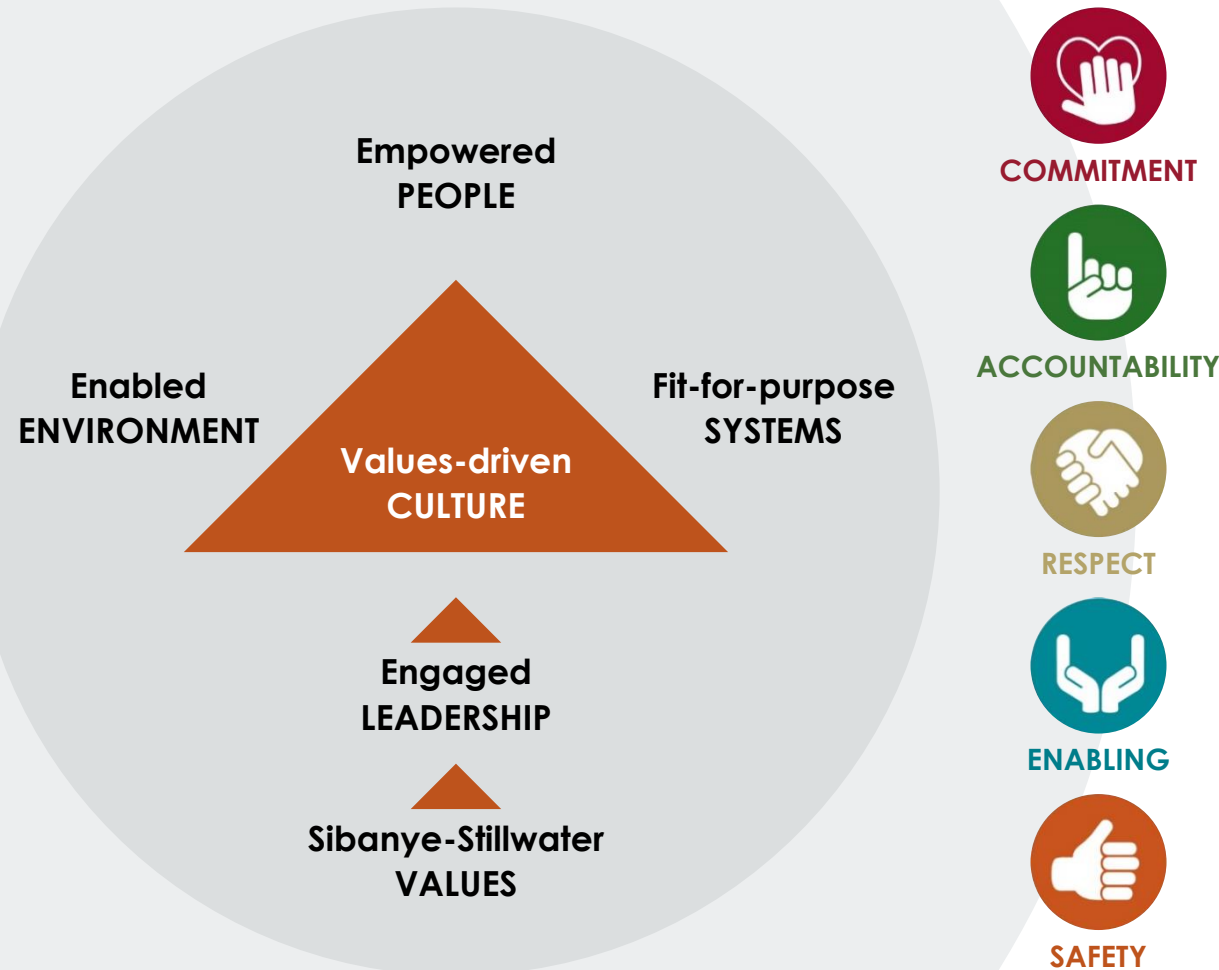 Empowered
PEOPLE
Enabled
ENVIRONMENT
Fit-for-purpose
SYSTEMS
Values-driven
CULTURE
Engaged
LEADERSHIP
Sibanye-Stillwater
VALUES
COMMITMENT
ACCOUNTABILITY
RESPECT
ENABLING
SAFETY